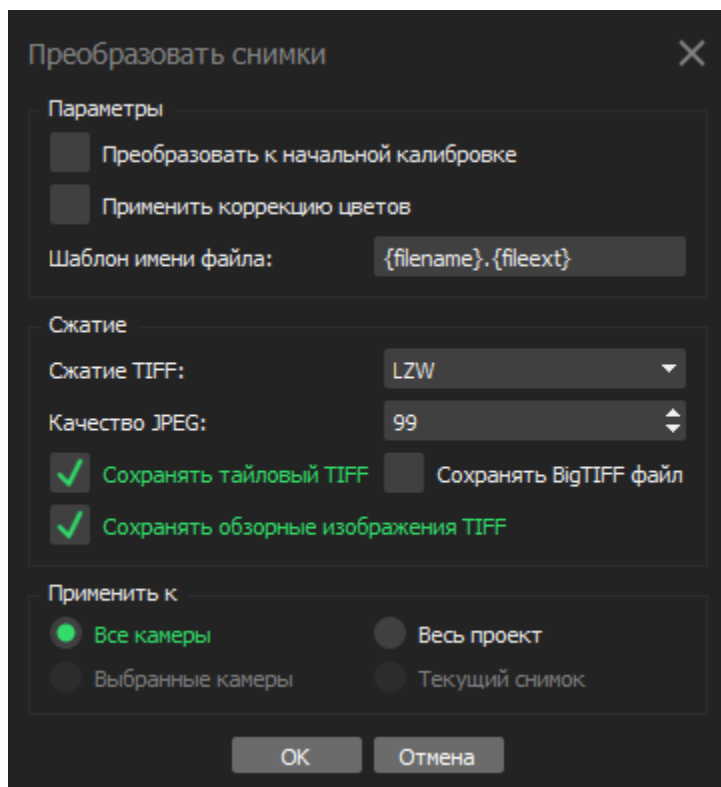 Преобразовать снимки
Параметры
Преобразовать к начальной калибровке
Применить коррекцию цветов
Шаблон имени файла: {filename}.{fileext}
Сжатие
Сжатие TIFF: LZW
Качество JPEG: 99
Сохранять тайловый TIFF Сохранять BigTIFF файл
Сохранять обзорные изображения TIFF
Применить к
Все камеры Весь проект
Выбранные камеры Текущий снимок
OK Отмена